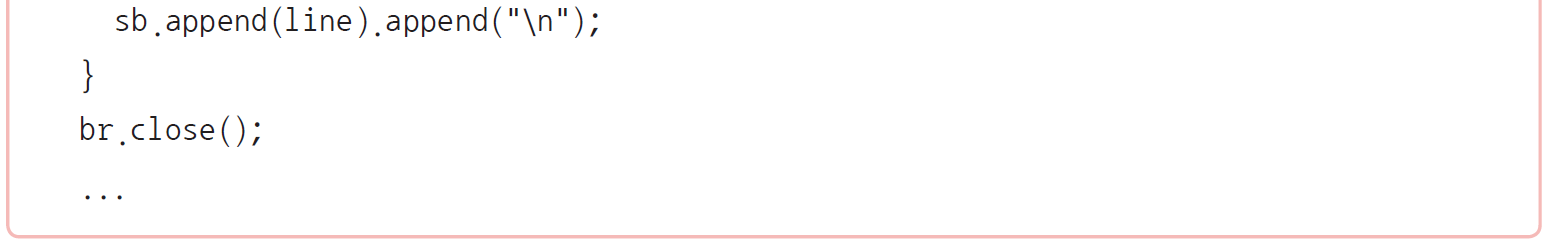 sb.append(line).append("\n");
}
br.close();
...